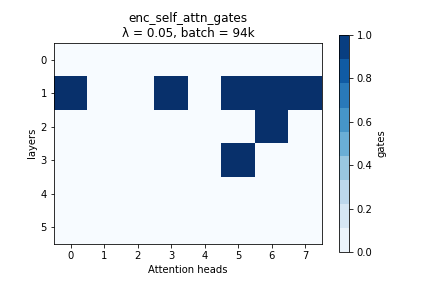 enc_self_attn_gates
λ = 0.05, batch = 94k
layers
0
1
2
3
4
5
0 1 2 3 4 5 6 7
Attention heads
1.0
0.8
0.6
0.4
0.2
0.0
gates